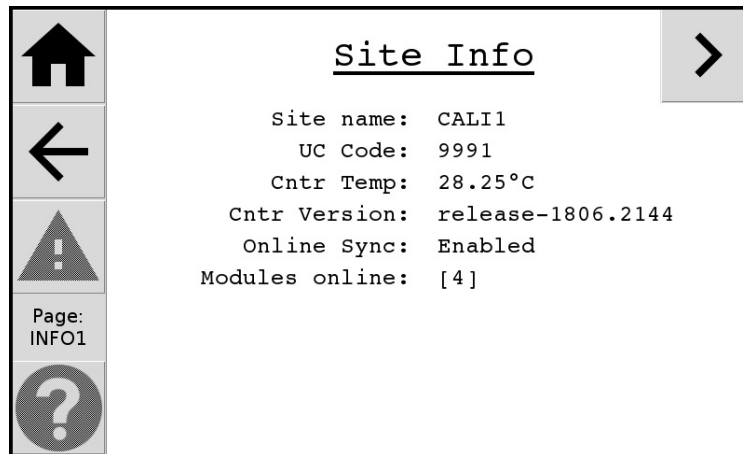 Site Info
Site name: CALI1
UC Code: 9991
Cntr Temp: 28.25°C
Cntr Version: release-1806.2144
Online Sync: Enabled
Modules online: [4]
Page:
INFO1